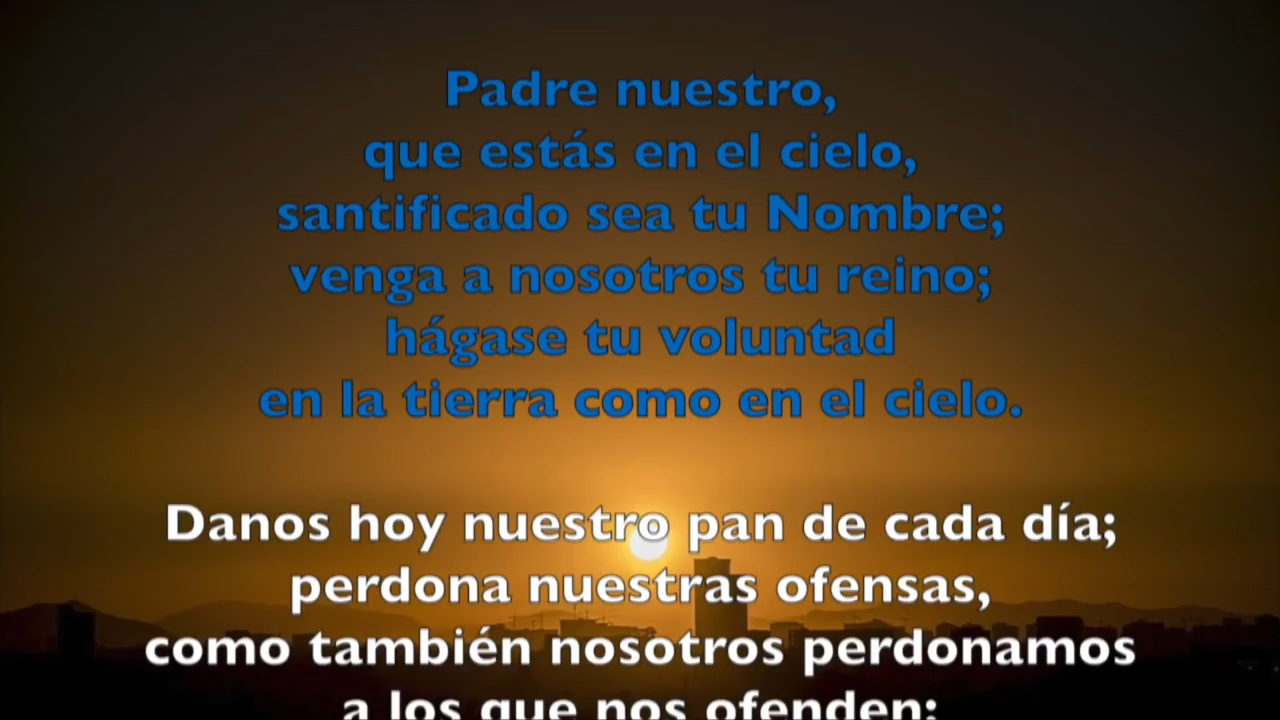 Padre nuestro,
que estás en el cielo,
santificado sea tu Nombre;
venga a nosotros tu reino;
hágase tu voluntad
en la tierra como en el cielo.
Danos hoy nuestro pan de cada día;
perdona nuestras ofensas,
como también nosotros perdonamos
a los que nos ofenden;